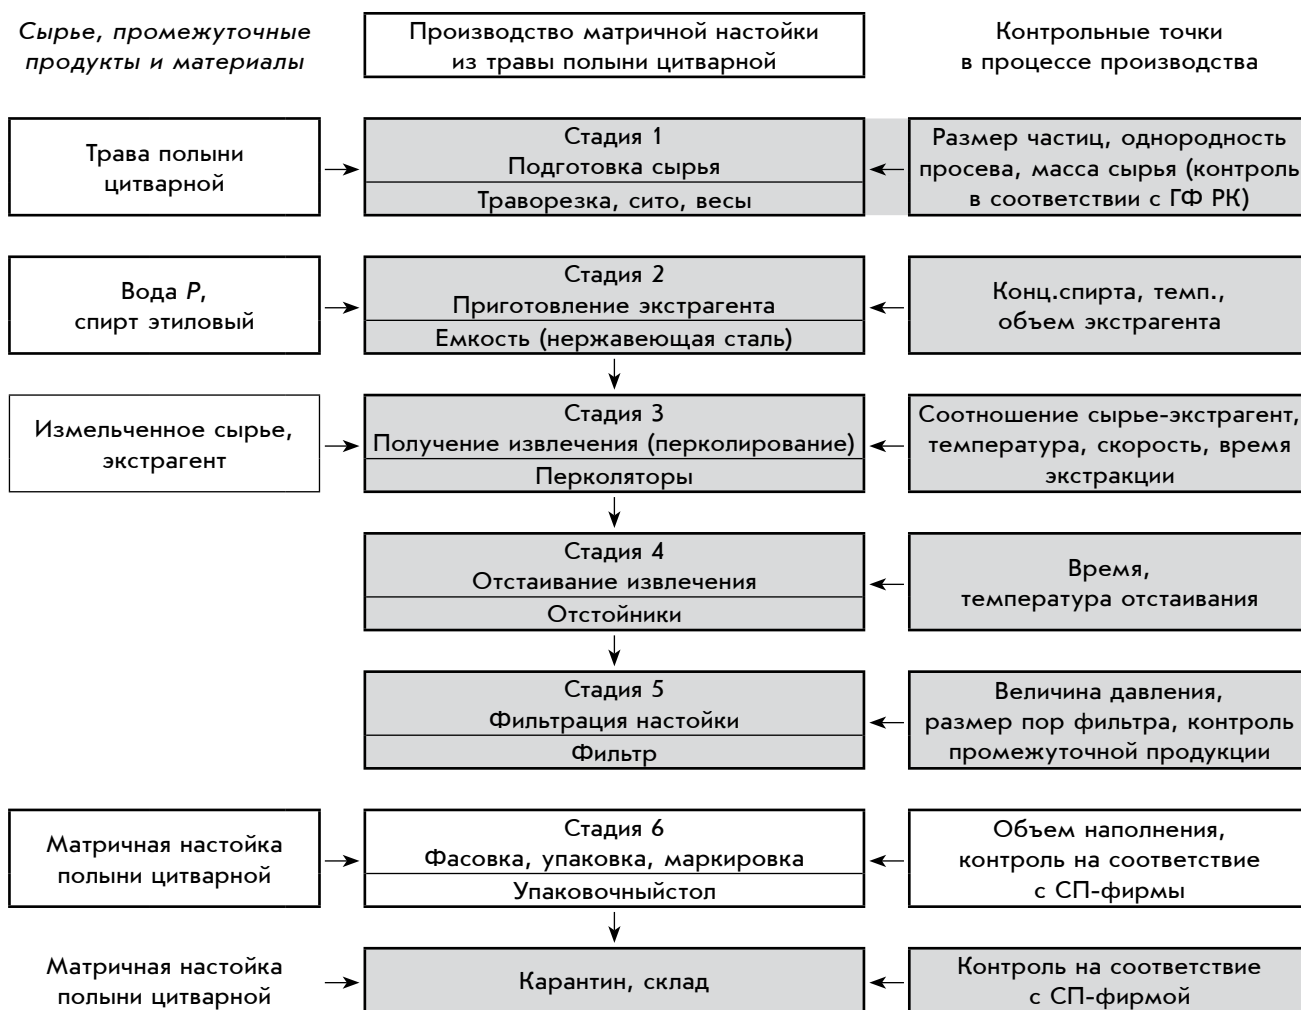 Сырье, промежуточные
продукты и материалы
Производство матричной настойки
из травы полыни цитварной
Контрольные точки
в процессе производства
Трава полыни
цитварной
Стадия 1
Подготовка сырья
Траворезка, сито, весы
Размер частиц, однородность
просева, масса сырья (контроль
в соответствии с ГФ РК)
Вода Р,
спирт этиловый
Стадия 2
Приготовление экстрагента
Емкость (нержавеющая сталь)
Конц.спирта, темп.,
объем экстрагента
Измельченное сырье,
экстрагент
Стадия 3
Получение извлечения (перколирование)
Перколяторы
Соотношение сырье-экстрагент,
температура, скорость, время
экстракции
Стадия 4
Отстаивание извлечения
Отстойники
Время,
температура отстаивания
Стадия 5
Фильтрация настойки
Фильтр
Величина давления,
размер пор фильтра, контроль
промежуточной продукции
Матричная настойка
полыни цитварной
Стадия 6
Фасовка, упаковка, маркировка
Упаковочныйстол
Объем наполнения,
контроль на соответствие
с СП-фирмы
Матричная настойка
полыни цитварной
Карантин, склад
Контроль на соответствие
с СП-фирмой